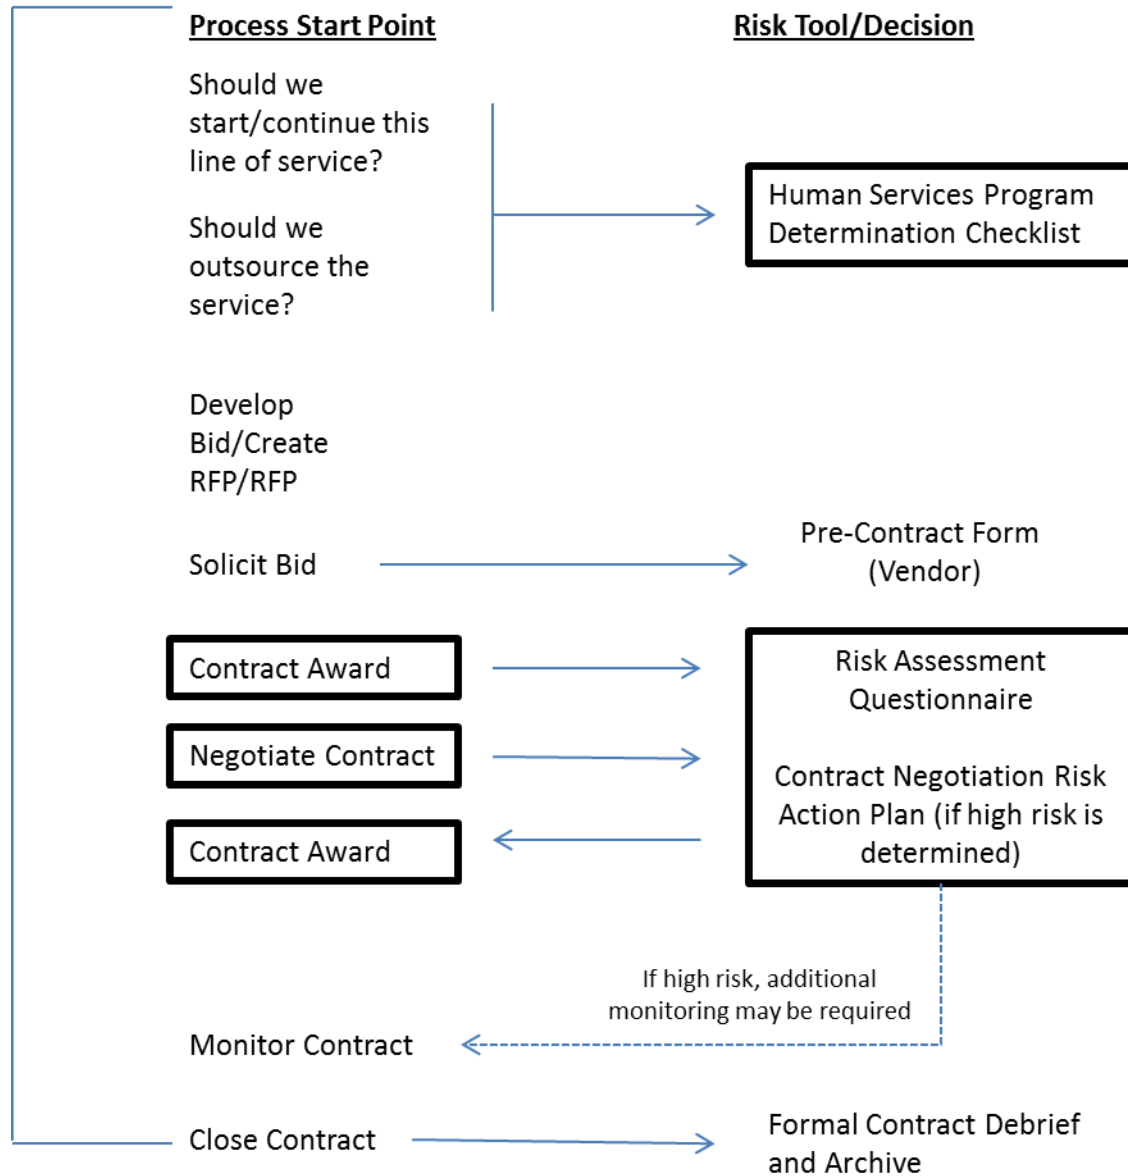 Process Start Point
Risk Tool/Decision
Should we
start/continue this
line of service?
Should we
outsource the
service?
Human Services Program
Determination Checklist
Develop
Bid/Create
RFP/RFP
Solicit Bid
Pre-Contract Form
(Vendor)
Contract Award
Negotiate Contract
Contract Award
Risk Assessment
Questionnaire
Contract Negotiation Risk
Action Plan (if high risk is
determined)
If high risk, additional
monitoring may be required
Monitor Contract
Close Contract
Formal Contract Debrief
and Archive